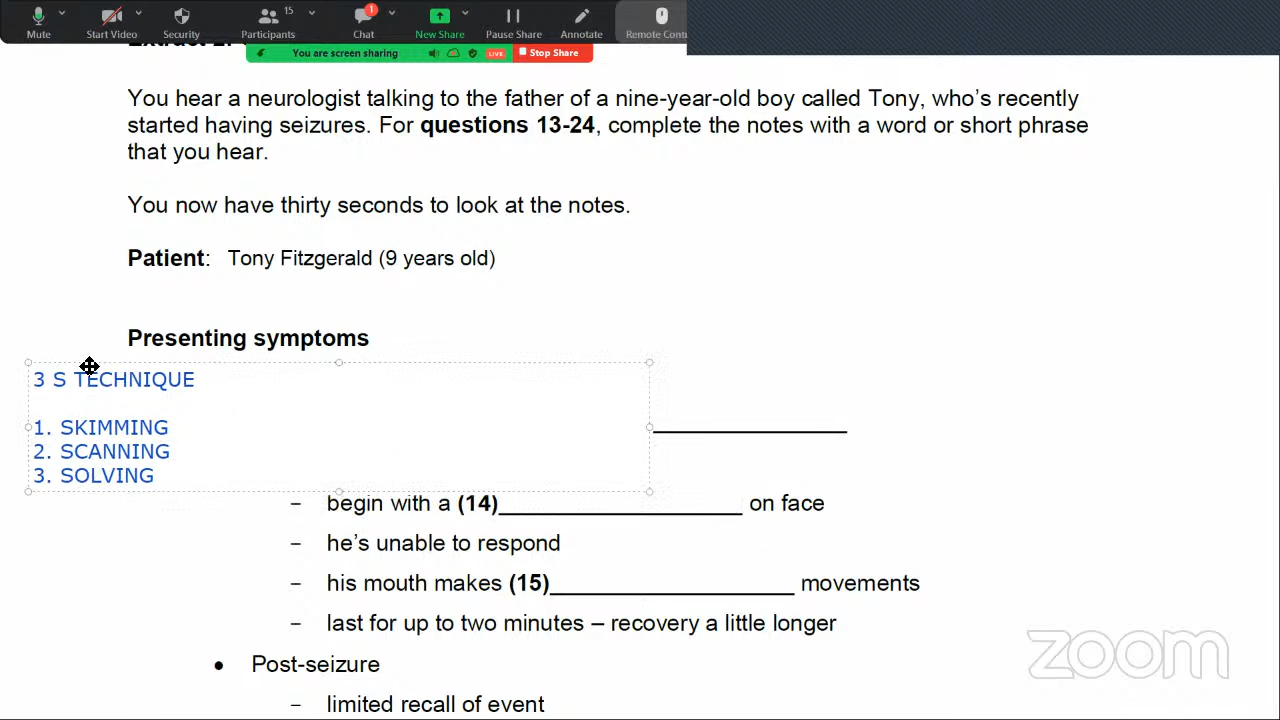 15
1
Mute
Start Video
Security
Participants
Chat
New Share
Pause Share
Annotate
Remote Cont
You are screen sharing
LIVE
Stop Share
You hear a neurologist talking to the father of a nine-year-old boy called Tony, who’s recently
started having seizures. For questions 13-24, complete the notes with a word or short phrase
that you hear.
You now have thirty seconds to look at the notes.
Patient: Tony Fitzgerald (9 years old)
Presenting symptoms
3 S TECHNIQUE
1. SKIMMING
2. SCANNING
3. SOLVING
– begin with a (14)____________________ on face
– he’s unable to respond
– his mouth makes (15)____________________ movements
– last for up to two minutes – recovery a little longer
• Post-seizure
– limited recall of event
zoom